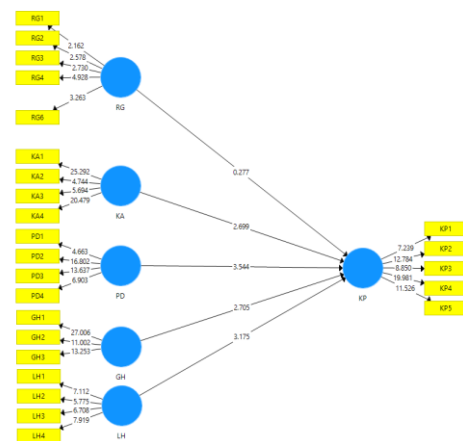 RG1
RG2
RG3
RG4
RG6
2.162
2.578
2.730
4.928
3.263
RG
0.277
KA1
KA2
KA3
KA4
25.292
4.744
5.694
20.479
KA
2.699
PD1
PD2
PD3
PD4
4.663
16.802
13.637
6.903
PD
3.544
GH1
GH2
GH3
27.006
11.002
13.253
GH
2.705
LH1
LH2
LH3
LH4
7.112
5.775
6.708
7.919
LH
3.175
KP
7.239
12.784
8.850
19.981
11.526
KP1
KP2
KP3
KP4
KP5